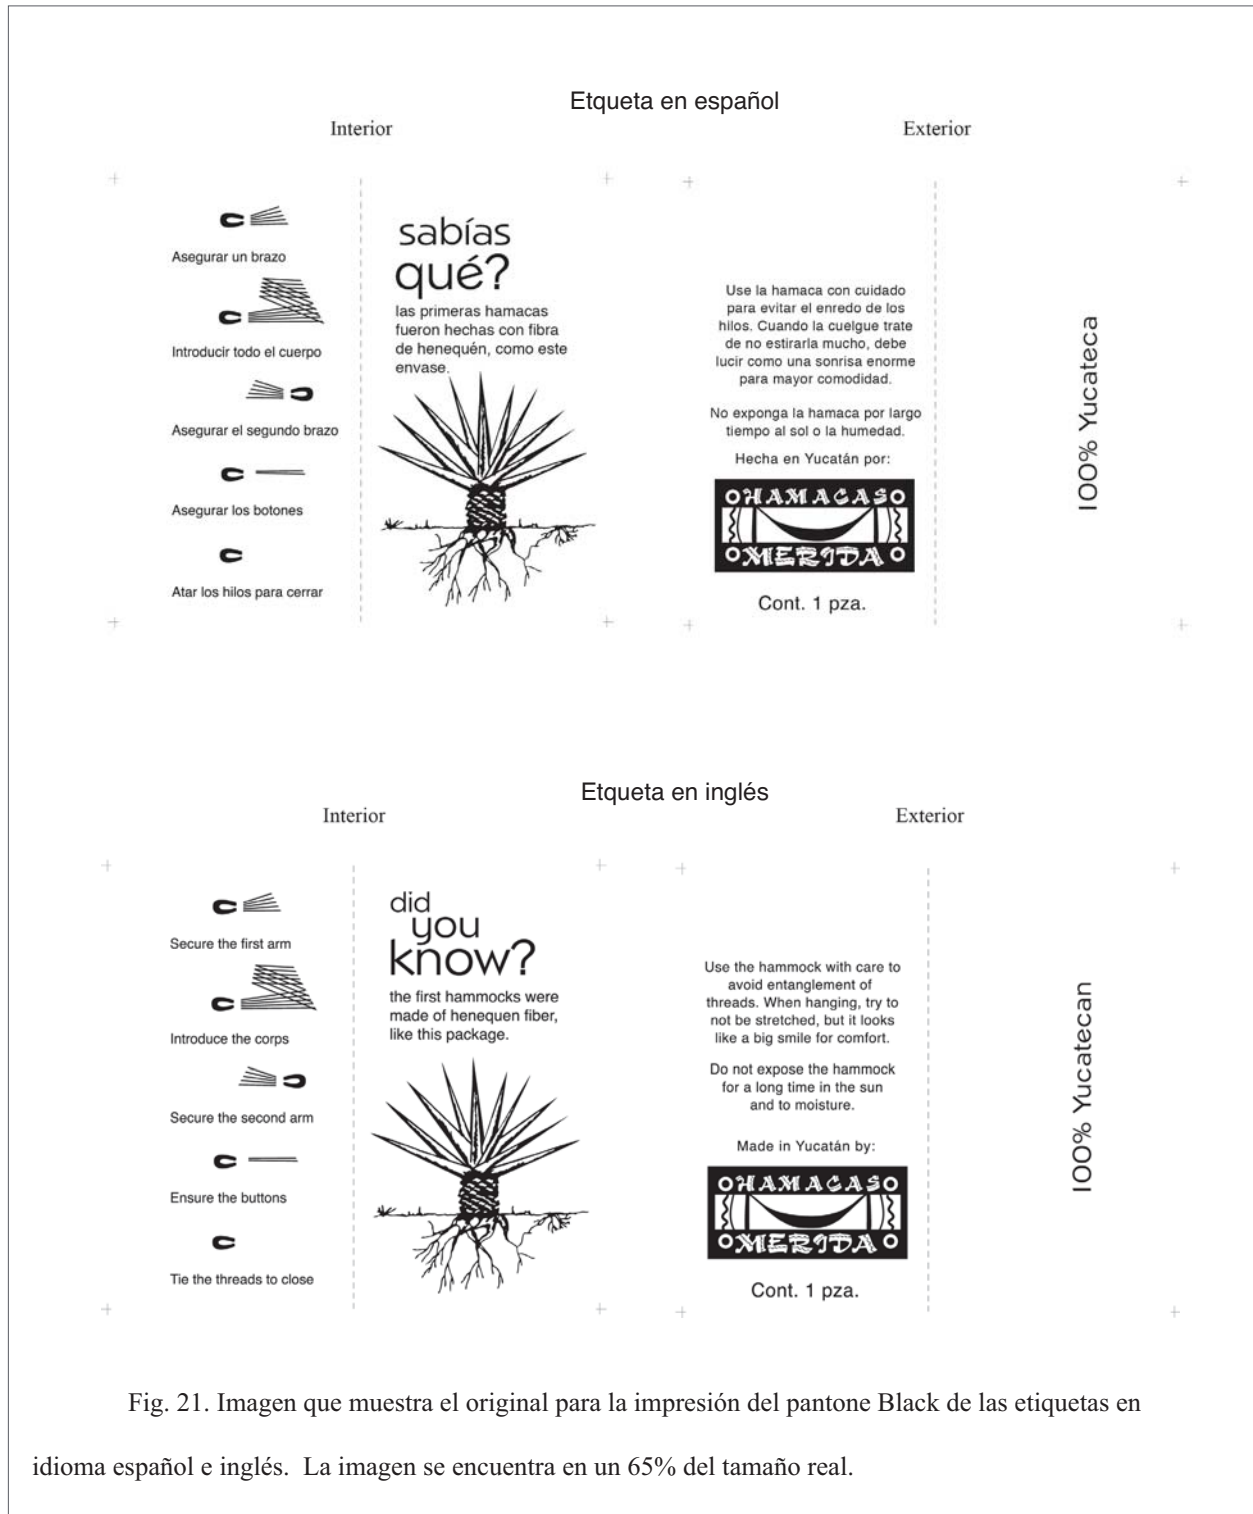 Etqueta en español
Interior
Exterior
Asegurar un brazo
Introducir todo el cuerpo
Asegurar el segundo brazo
Asegurar los botones
Atar los hilos para cerrar
sabías
qué?
las primeras hamacas
fueron hechas con fibra
de henequén, como este
envase.
Use la hamaca con cuidado
para evitar el enredo de los
hilos. Cuando la cuelgue trate
de no estirarla mucho, debe
lucir como una sonrisa enorme
para mayor comodidad.
No exponga la hamaca por largo
tiempo al sol o la humedad.
Hecha en Yucatán por:
HAMACAS
MERIDA
Cont. 1 pza.
100% Yucateca
Etqueta en inglés
Interior
Exterior
Secure the first arm
Introduce the corps
Secure the second arm
Ensure the buttons
Tie the threads to close
did
you
know?
the first hammocks were
made of henequen fiber,
like this package.
Use the hammock with care to
avoid entanglement of
threads. When hanging, try to
not be stretched, but it looks
like a big smile for comfort.
Do not expose the hammock
for a long time in the sun
and to moisture.
Made in Yucatán by:
HAMACAS
MERIDA
Cont. 1 pza.
100% Yucatecan
Fig. 21. Imagen que muestra el original para la impresión del pantone Black de las etiquetas en
idioma español e inglés. La imagen se encuentra en un 65% del tamaño real.